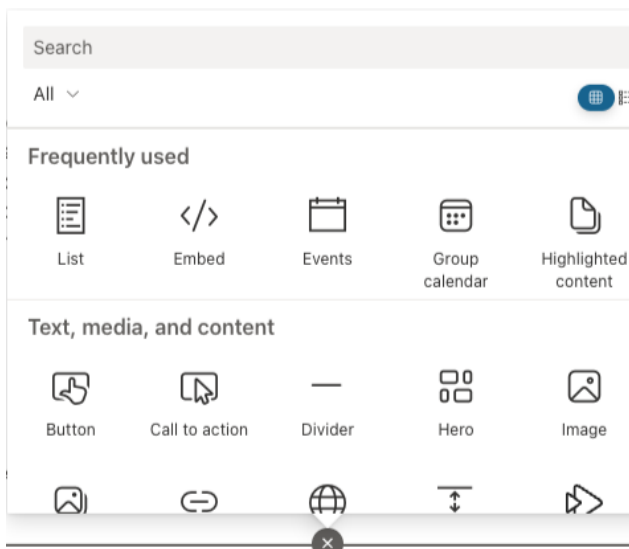 Search
All
Frequently used
List
Embed
Events
Group
calendar
Highlighted
content
Text, media, and content
Button
Call to action
Divider
Hero
Image